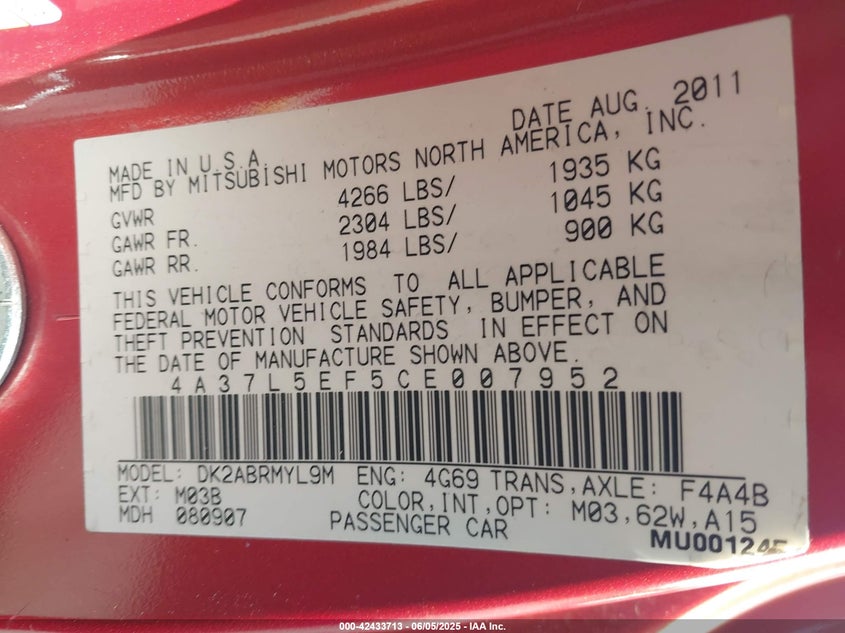 DATE AUG. 2011
MADE IN U.S.A.
MFD BY MITSUBISHI MOTORS NORTH AMERICA, INC.
GVWR 4266 LBS/ 1935 KG
GAWR FR. 2304 LBS/ 1045 KG
GAWR RR. 1984 LBS/ 900 KG
THIS VEHICLE CONFORMS TO ALL APPLICABLE
FEDERAL MOTOR VEHICLE SAFETY, BUMPER, AND
THEFT PREVENTION STANDARDS IN EFFECT ON
THE DATE OF MANUFACTURE SHOWN ABOVE.
4A37L5EF5CE007952
MODEL: DK2ABRMYL9M ENG: 4G69 TRANS,AXLE: F4A4B
EXT: M03B COLOR,INT,OPT: M03,62W,A15
MDH 080907 PASSENGER CAR
000-42433713 - 06/05/2025 - IAA Inc.